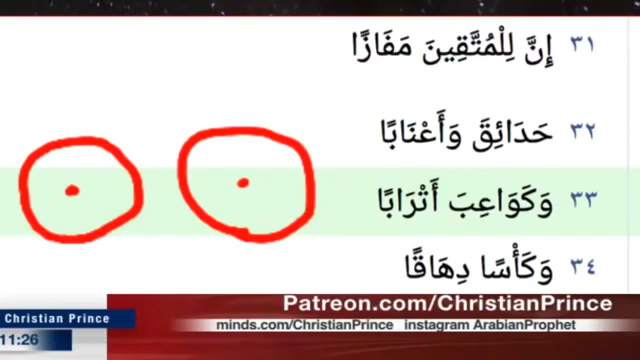 ٣١ إِنَّ لِلْمُتَّقِينَ مَفَازًا
٣٢ حَدَائِقَ وَأَعْنَابًا
٣٣ وَكَوَاعِبَ أَتْرَابًا
٣٤ وَكَأْسًا دِهَاقًا
Patreon.com/ChristianPrince
Christian Prince
minds.com/ChristianPrince instagram ArabianProphet
11:26